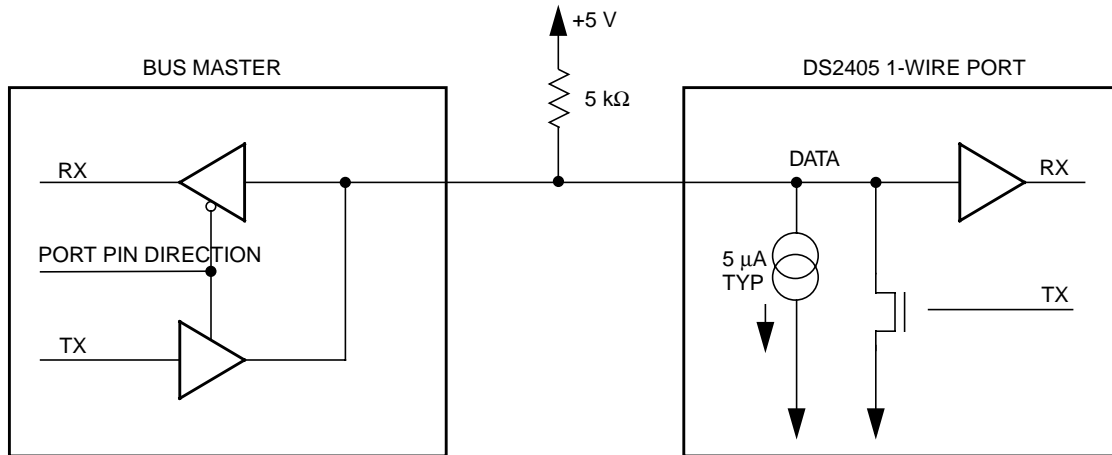 +5 V
BUS MASTER
DS2405 1-WIRE PORT
5 kΩ
RX
DATA
RX
PORT PIN DIRECTION
5 μA
TYP
TX
TX